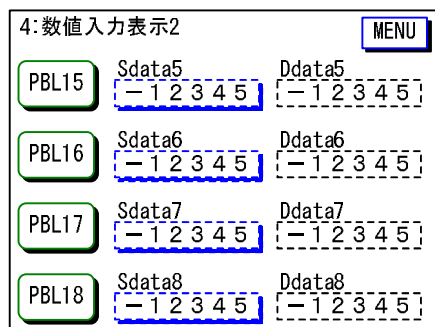 4:数値入力表示2 MENU
Sdata5 Ddata5
PBL15 －１２３４５ －１２３４５
Sdata6 Ddata6
PBL16 －１２３４５ －１２３４５
Sdata7 Ddata7
PBL17 －１２３４５ －１２３４５
Sdata8 Ddata8
PBL18 －１２３４５ －１２３４５